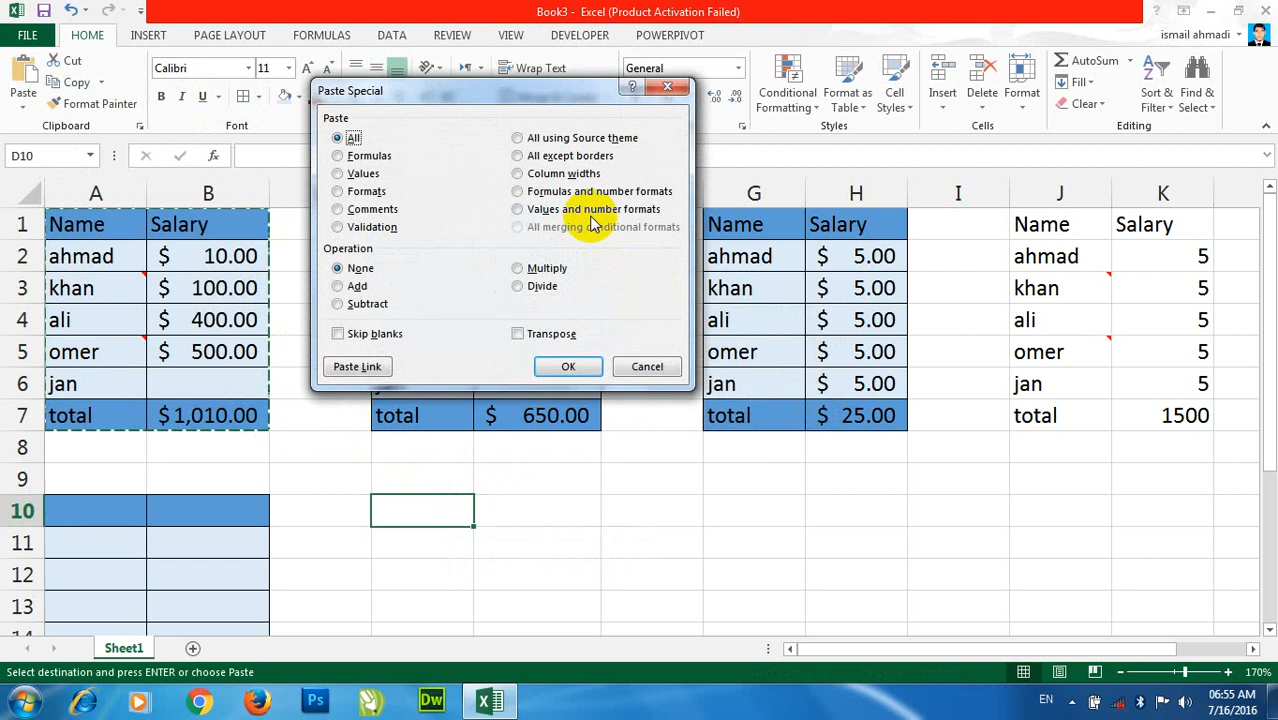 Book3 - Excel (Product Activation Failed)
FILE HOME INSERT PAGE LAYOUT FORMULAS DATA REVIEW VIEW DEVELOPER POWERPIVOT ismail ahmadi
Paste
Cut
Copy
Format Painter
Clipboard
Calibri 11
B I U
Font
Wrap Text
General
Conditional Formatting
Format as Table
Cell Styles
Styles
Insert
Delete
Format
Cells
AutoSum
Fill
Clear
Sort & Filter
Find & Select
Editing
D10
Paste Special
Paste
All All using Source theme
Formulas All except borders
Values Column widths
Formats Formulas and number formats
Comments Values and number formats
Validation
Operation
None Multiply
Add Divide
Subtract
Skip blanks Transpose
Paste Link OK Cancel
A B G H I J K
1 Name Salary Name Salary Name Salary
2 ahmad 10.00 ahmad $ 5.00 ahmad 5
3 khan 100.00 khan $ 5.00 khan 5
4 ali $ 400.00 ali $ 5.00 ali 5
5 omer $ 500.00 omer $ 5.00 omer 5
6 jan jan $ 5.00 jan 5
7 total $1,010.00 total $ 650.00 total $ 25.00 total 1500
8
9
10
11
12
13
Sheet1
Select destination and press ENTER or choose Paste
170%
Ps Dw
EN
06:55 AM
7/16/2016